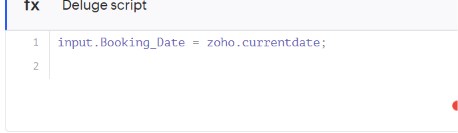 fx Deluge script
1 input.Booking_Date = zoho.currentdate;
2